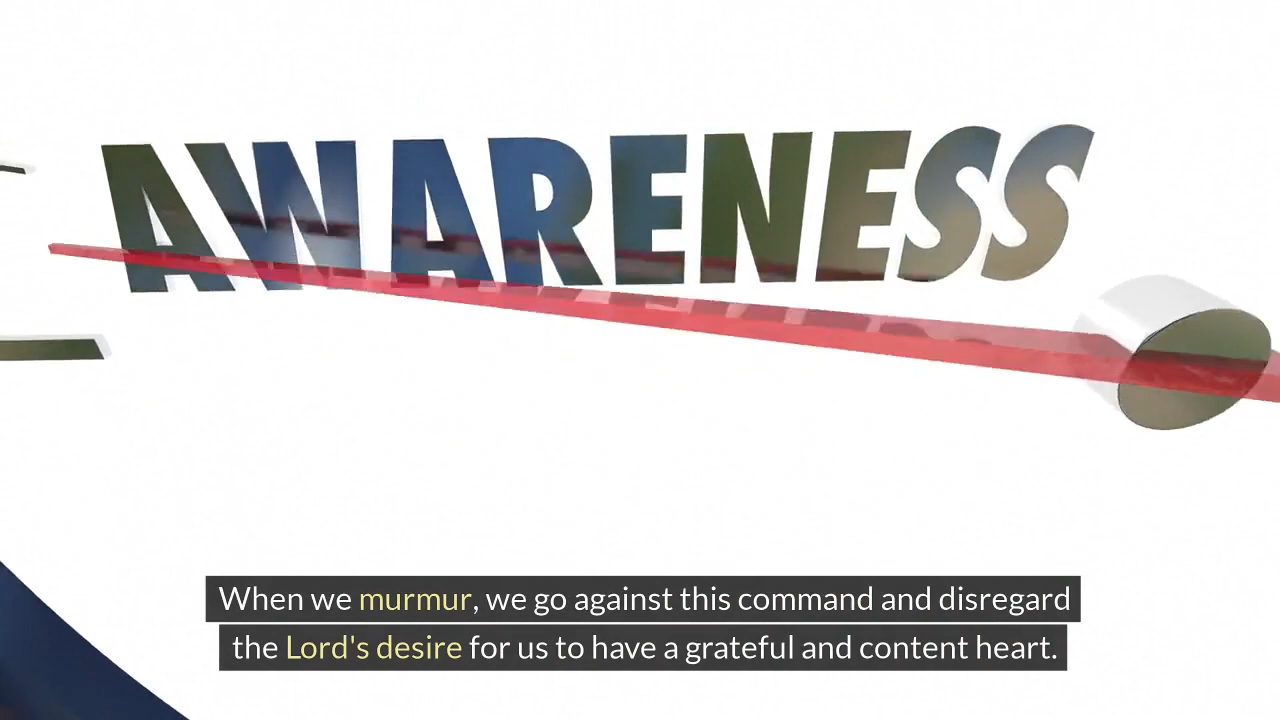 AWARENESS
When we murmur, we go against this command and disregard
the Lord's desire for us to have a grateful and content heart.